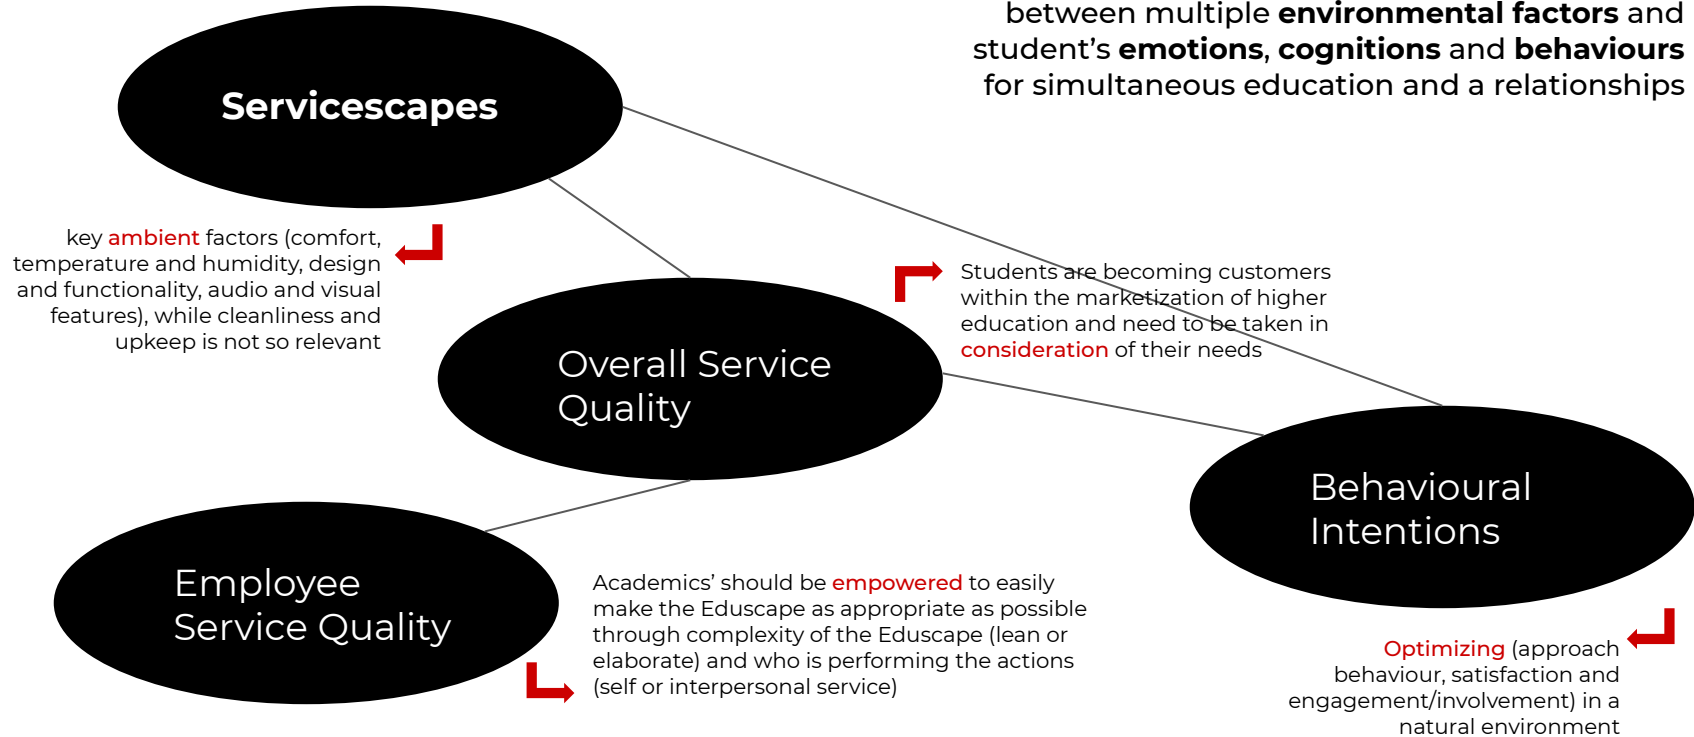 between multiple environmental factors and
student's emotions, cognitions and behaviours
for simultaneous education and a relationships
Servicescapes
key ambient factors (comfort,
temperature and humidity, design
and functionality, audio and visual
features), while cleanliness and
upkeep is not so relevant
Students are becoming customers
within the marketization of higher
education and need to be taken in
consideration of their needs
Overall Service
Quality
Behavioural
Intentions
Employee
Service Quality
Academics’ should be empowered to easily
make the Eduscape as appropriate as possible
through complexity of the Eduscape (lean or
elaborate) and who is performing the actions
(self or interpersonal service)
Optimizing (approach
behaviour, satisfaction and
engagement/involvement) in a
natural environment